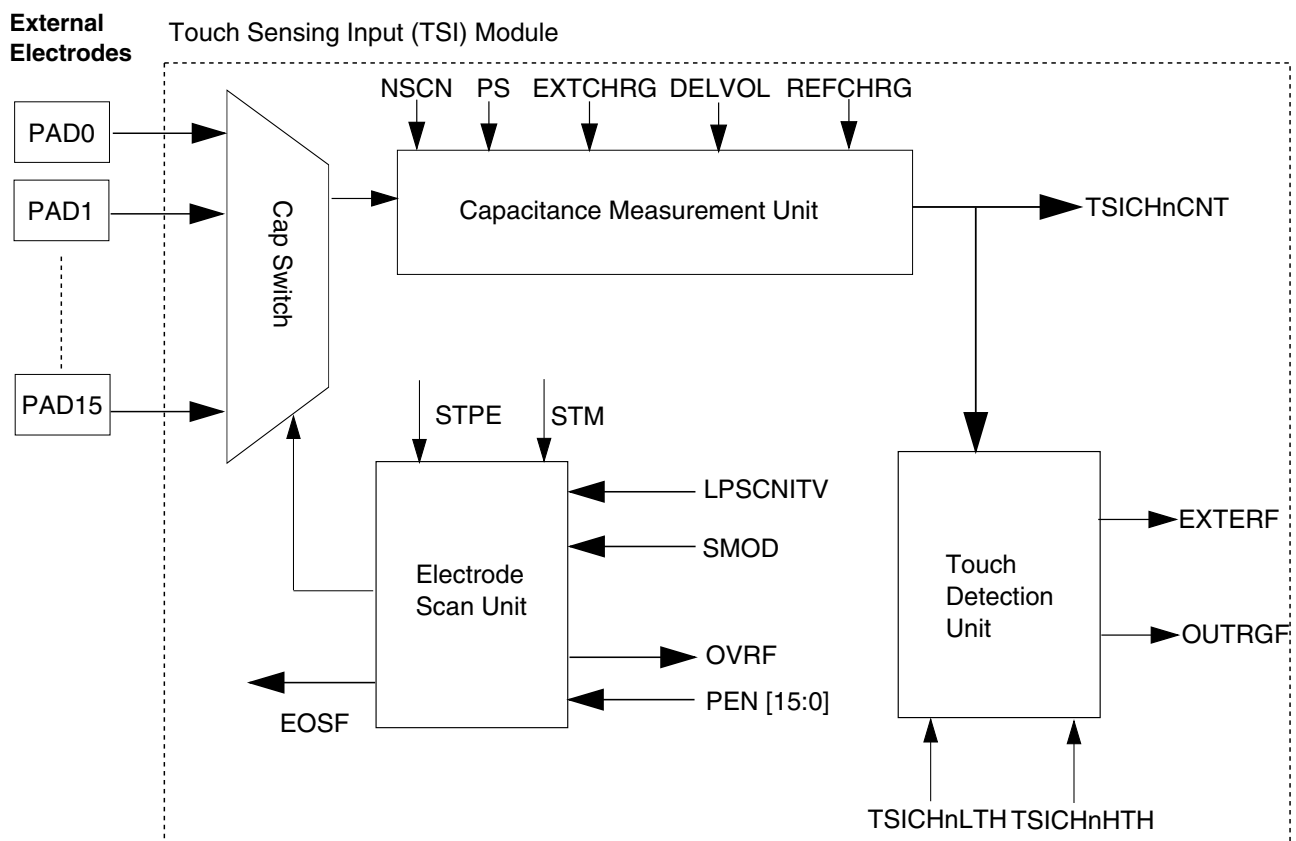 External
Electrodes
Touch Sensing Input (TSI) Module
NSCN PS EXTCHRG DELVOL REFCHRG
PAD0
PAD1
PAD15
Cap Switch
Capacitance Measurement Unit
TSICHnCNT
STPE
STM
LPSCNITV
SMOD
Electrode
Scan Unit
OVRF
PEN [15:0]
EOSF
Touch
Detection
Unit
EXTERF
OUTRGF
TSICHnLTH TSICHnHTH